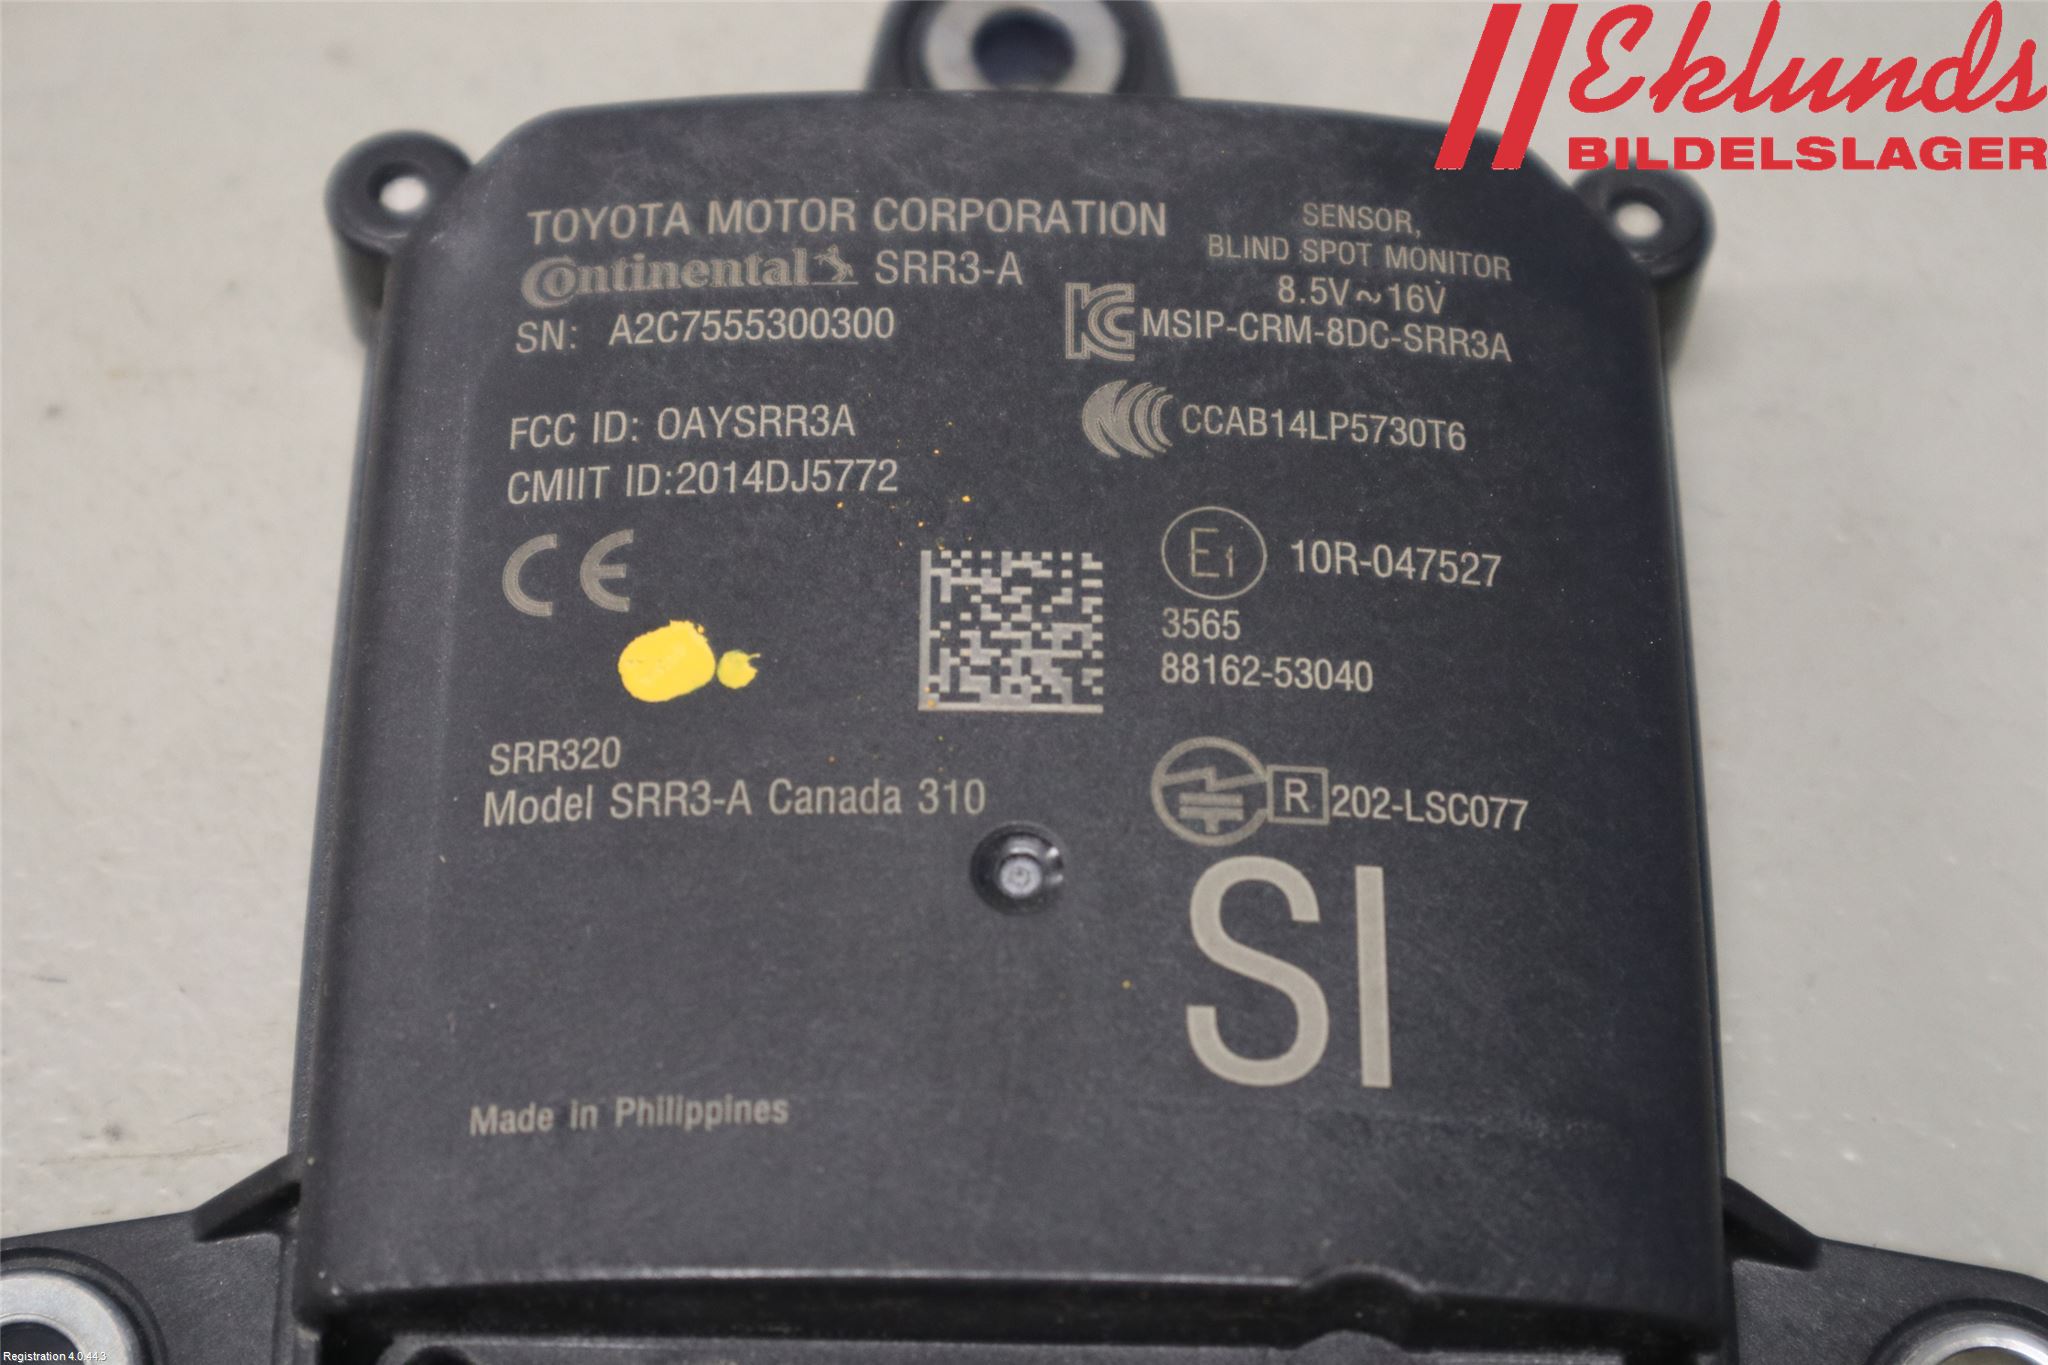 Eklunds
BILDELSLAGER
TOYOTA MOTOR CORPORATION
Continental SRR3-A
SN: A2C7555300300
SENSOR,
BLIND SPOT MONITOR
8.5V~16V
MSIP-CRM-8DC-SRR3A
FCC ID: OAYSRR3A
CMIIT ID:2014DJ5772
CCAB14LP5730T6
CE
E1 10R-047527
3565
88162-53040
SRR320
Model SRR3-A Canada 310
R 202-LSC077
SI
Made in Philippines
Registration 4.0.44.3